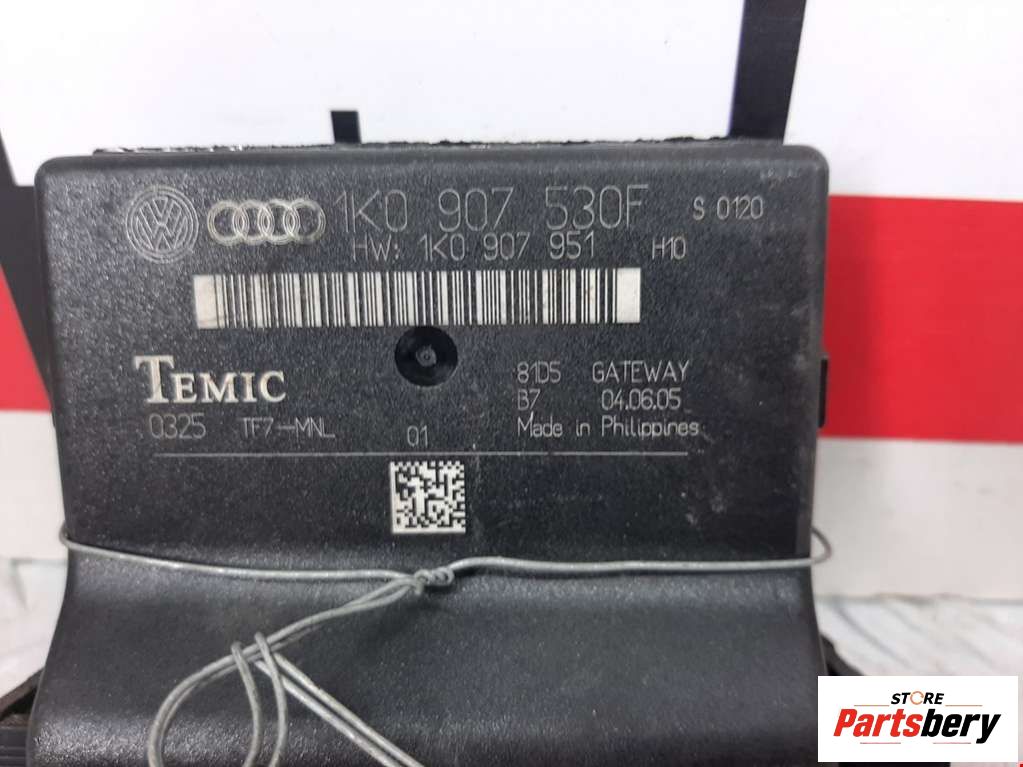 1K0 907 530F S 0120
HW: 1K0 907 951 H10
TEMIC
81D5 GATEWAY
B7 04.06.05
0325 TF7-MNL 01 Made in Philippines
STORE
Partsbery